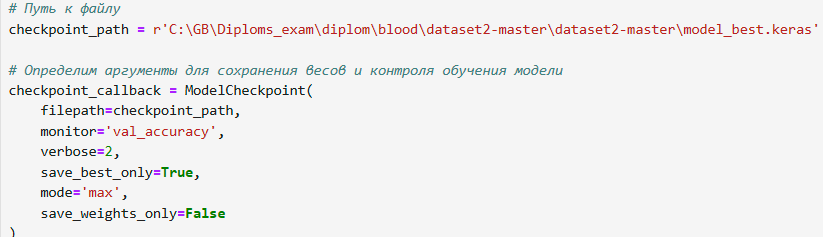 # Путь к файлу
checkpoint_path = r'C:\GB\Diploms_exam\diplom\blood\dataset2-master\dataset2-master\model_best.keras'
# Определим аргументы для сохранения весов и контроля обучения модели
checkpoint_callback = ModelCheckpoint(
    filepath=checkpoint_path,
    monitor='val_accuracy',
    verbose=2,
    save_best_only=True,
    mode='max',
    save_weights_only=False
)